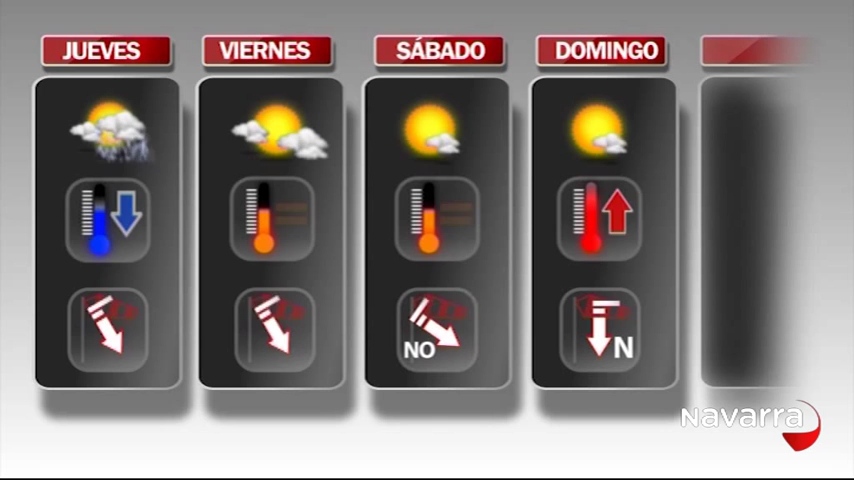 JUEVES
VIERNES
SÁBADO
DOMINGO
NO
N
Navarra